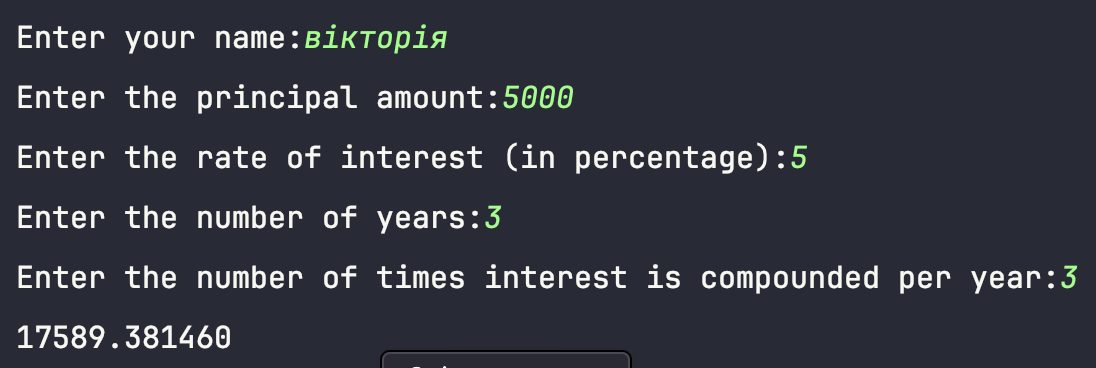 Enter your name:вікторія
Enter the principal amount:5000
Enter the rate of interest (in percentage):5
Enter the number of years:3
Enter the number of times interest is compounded per year:3
17589.381460